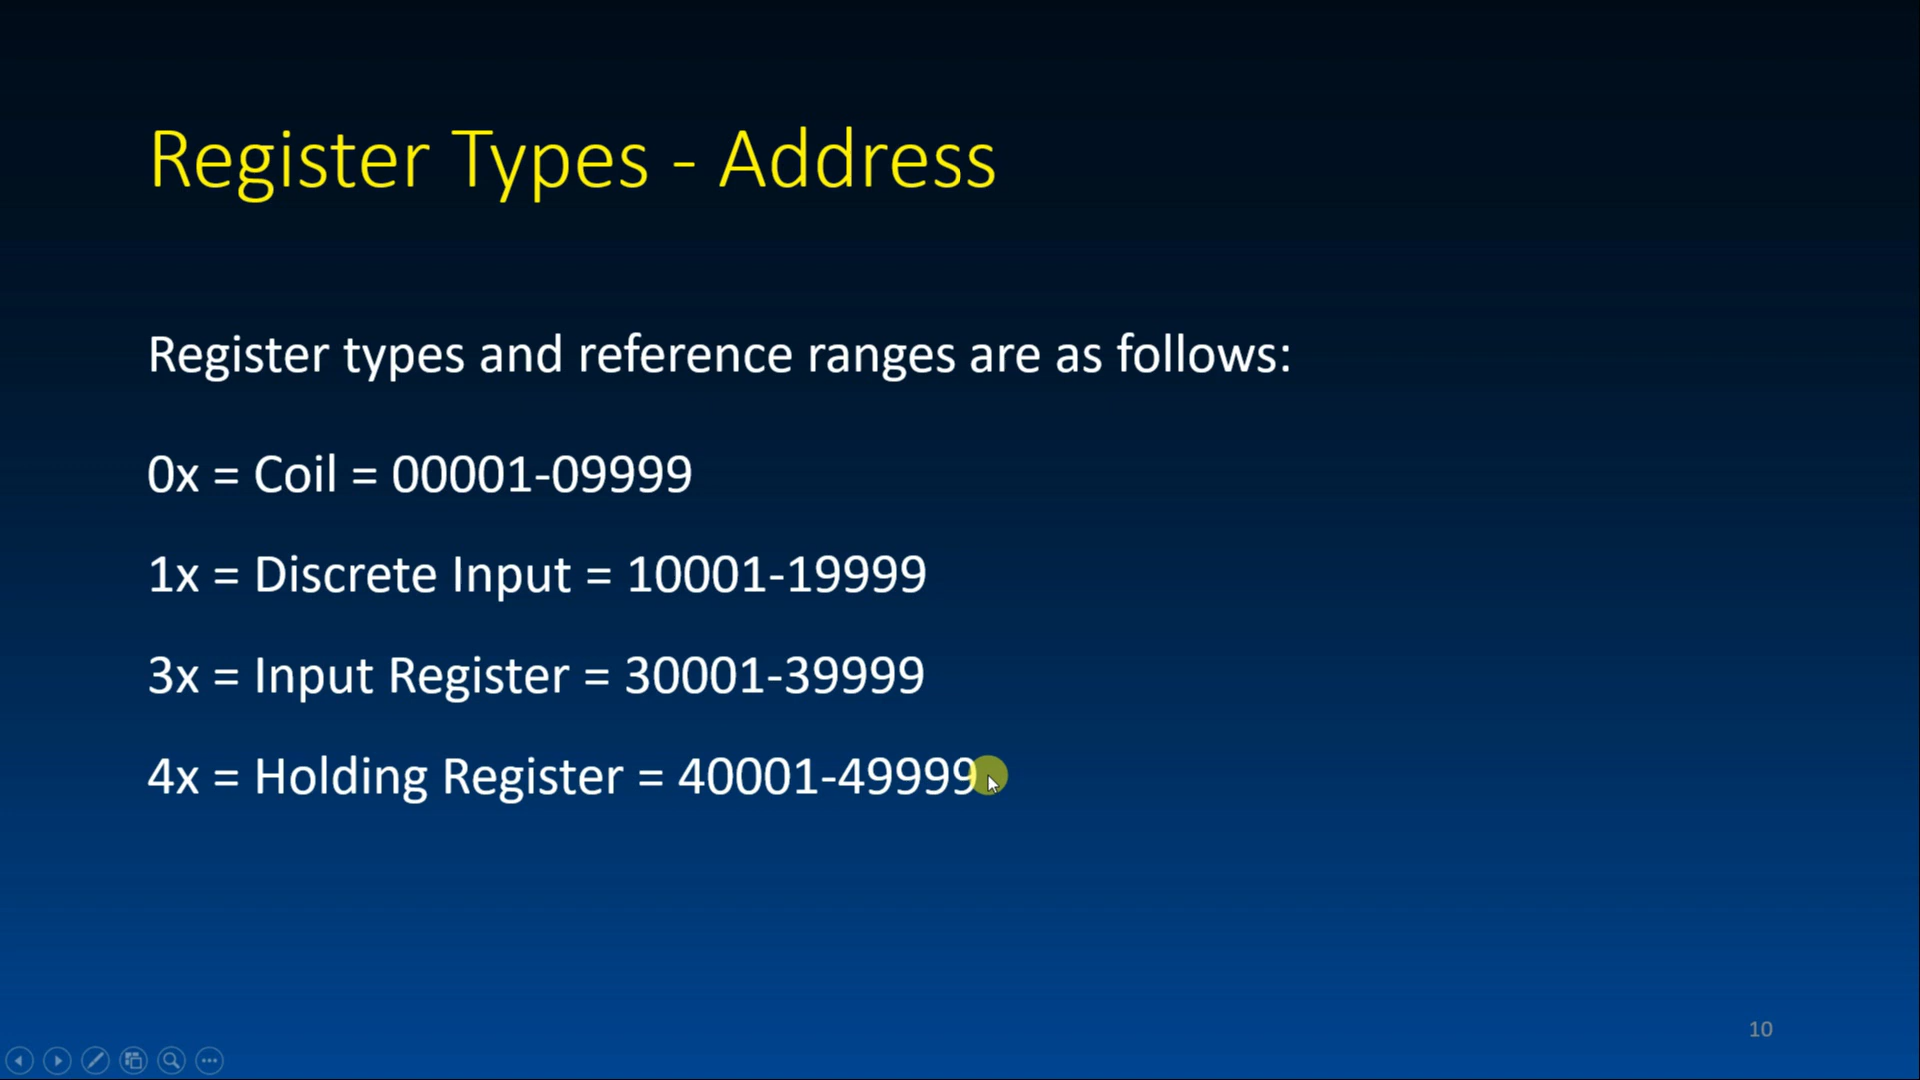 Register Types - Address
Register types and reference ranges are as follows:
0x = Coil = 00001-09999
1x = Discrete Input = 10001-19999
3x = Input Register = 30001-39999
4x = Holding Register = 40001-49999
10